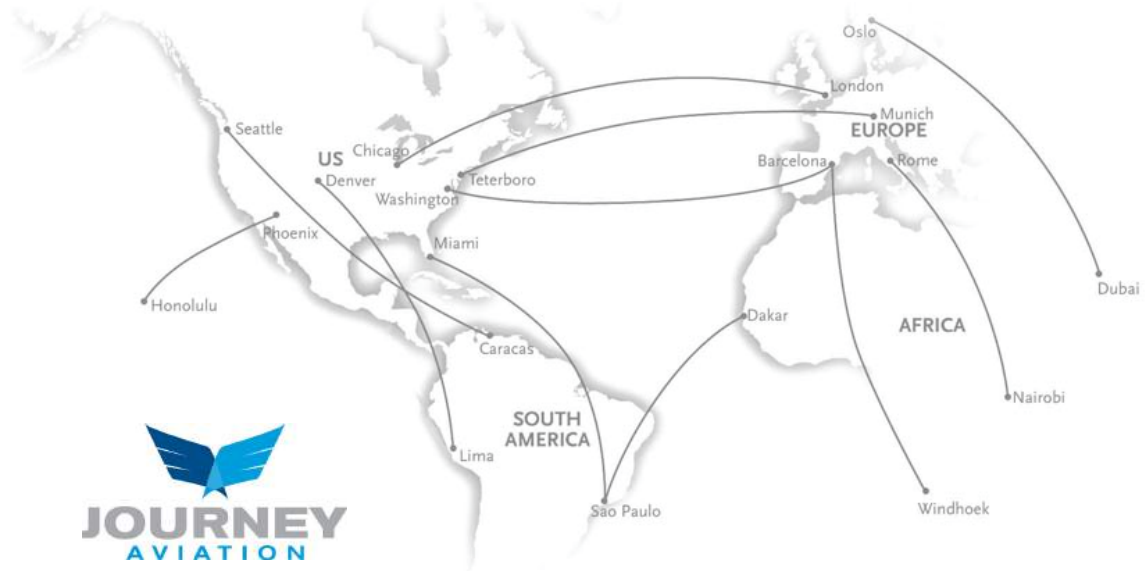 Oslo
London
Seattle
Munich
EUROPE
Chicago
US
Barcelona
Rome
Denver
Teterboro
Washington
Phoenix
Miami
Dubai
Honolulu
Dakar
AFRICA
Caracas
Nairobi
SOUTH
AMERICA
Lima
Sao Paulo
Windhoek
JOURNEY
AVIATION